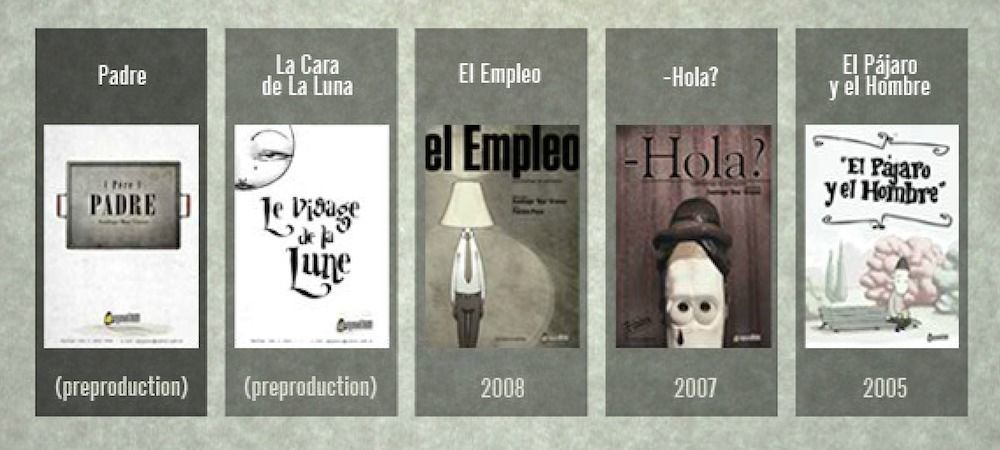 Padre
( Père )
PADRE
(preproduction)
La Cara
de La Luna
Le Visage
de la
Lune
(preproduction)
El Empleo
el Empleo
2008
-Hola?
-Hola?
2007
El Pájaro
y el Hombre
"El Pájaro
y el Hombre"
2005